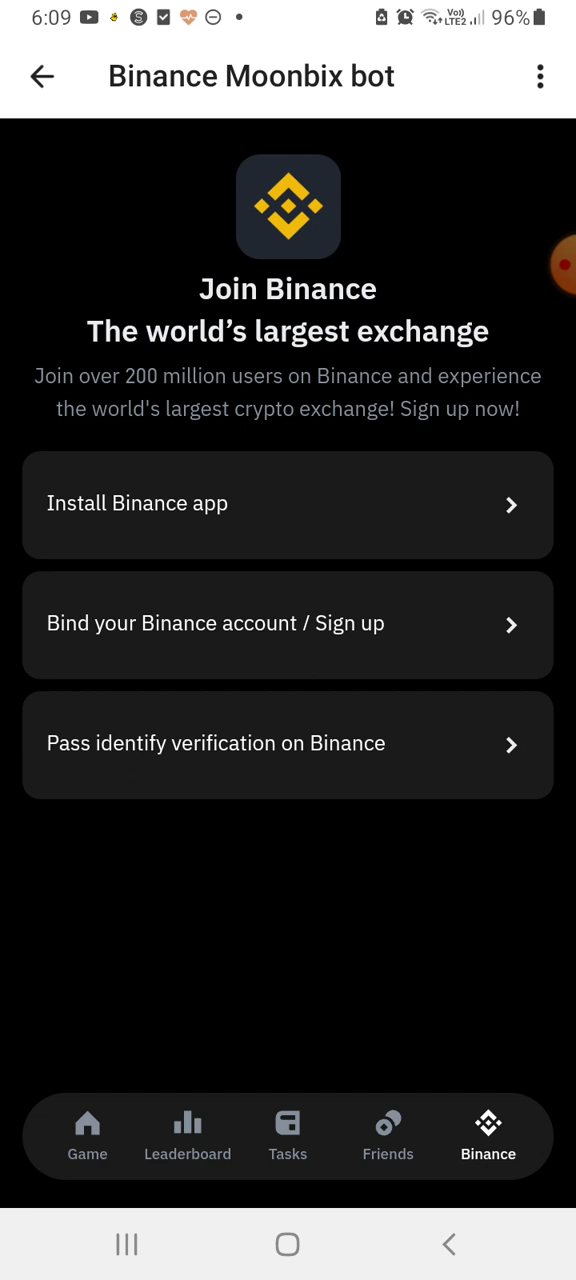 6:09
Vo)
LTE2
96%
Binance Moonbix bot
Join Binance
The world's largest exchange
Join over 200 million users on Binance and experience
the world's largest crypto exchange! Sign up now!
Install Binance app
Bind your Binance account / Sign up
Pass identify verification on Binance
Game
Leaderboard
Tasks
Friends
Binance